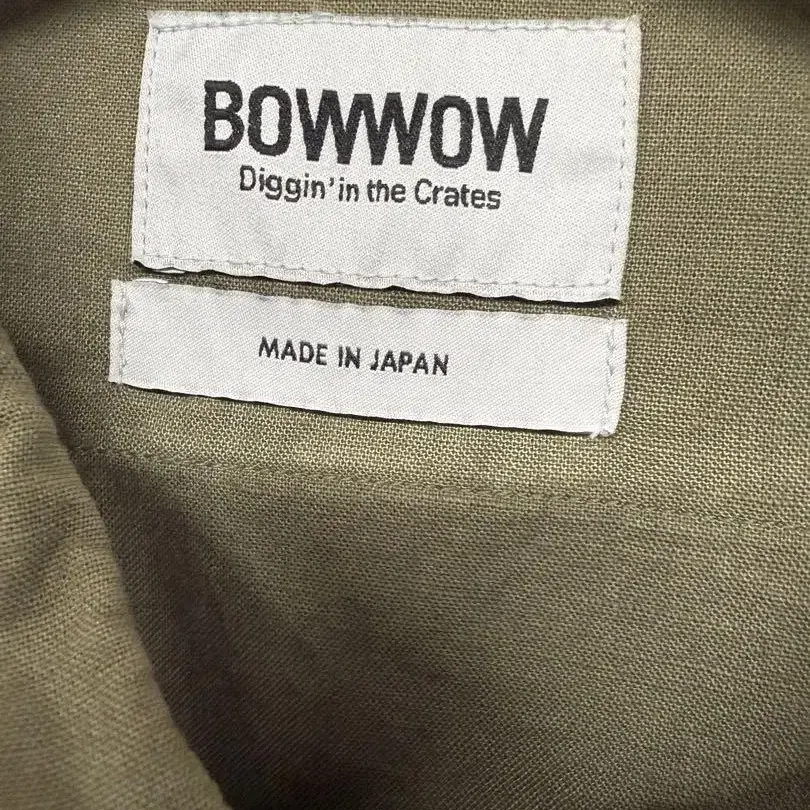 BOWWOW
Diggin' in the Crates
MADE IN JAPAN